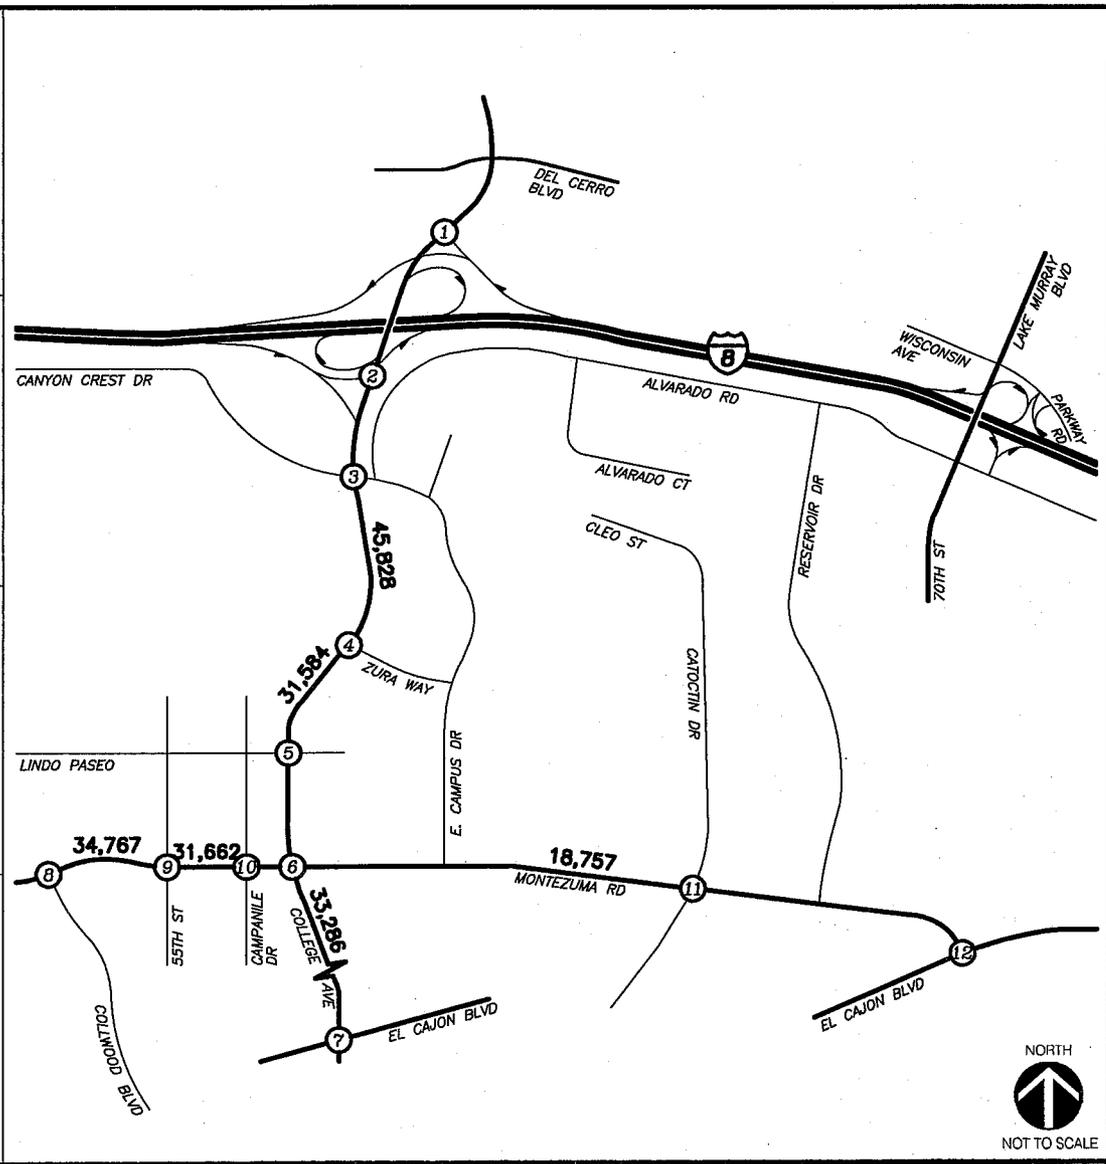 DEL CERRO
BLVD
1
LAKE MURRAY
BLVD
WISCONSIN
AVE
8
2
CANYON CREST DR
ALVARADO RD
PARKWAY
RD
3
ALVARADO CT
RESERVOIR DR
CLEO ST
45,828
70TH ST
4
31,584
ZURA WAY
CATOCTIN DR
5
LINDO PASEO
E. CAMPUS DR
34,767
31,662
18,757
8
9
10
6
MONTEZUMA RD
11
33,286
COLLEGE
AVE
55TH ST
CAMPANILE
DR
12
EL CAJON BLVD
EL CAJON BLVD
7
COLLWOOD BLVD
NORTH
NOT TO SCALE